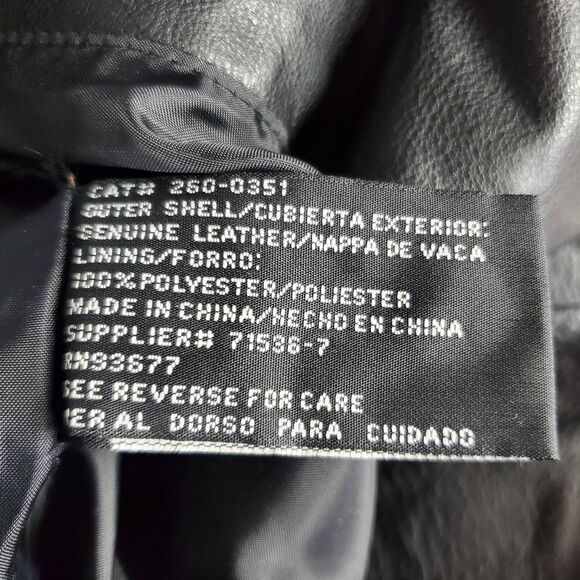 CAT# 260-0351
OUTER SHELL/CUBIERTA EXTERIOR:
GENUINE LEATHER/NAPPA DE VACA
LINING/FORRO:
100%POLYESTER/POLIESTER
MADE IN CHINA/HECHO EN CHINA
SUPPLIER# 71536-7
RN93677
SEE REVERSE FOR CARE
VER AL DORSO PARA CUIDADO